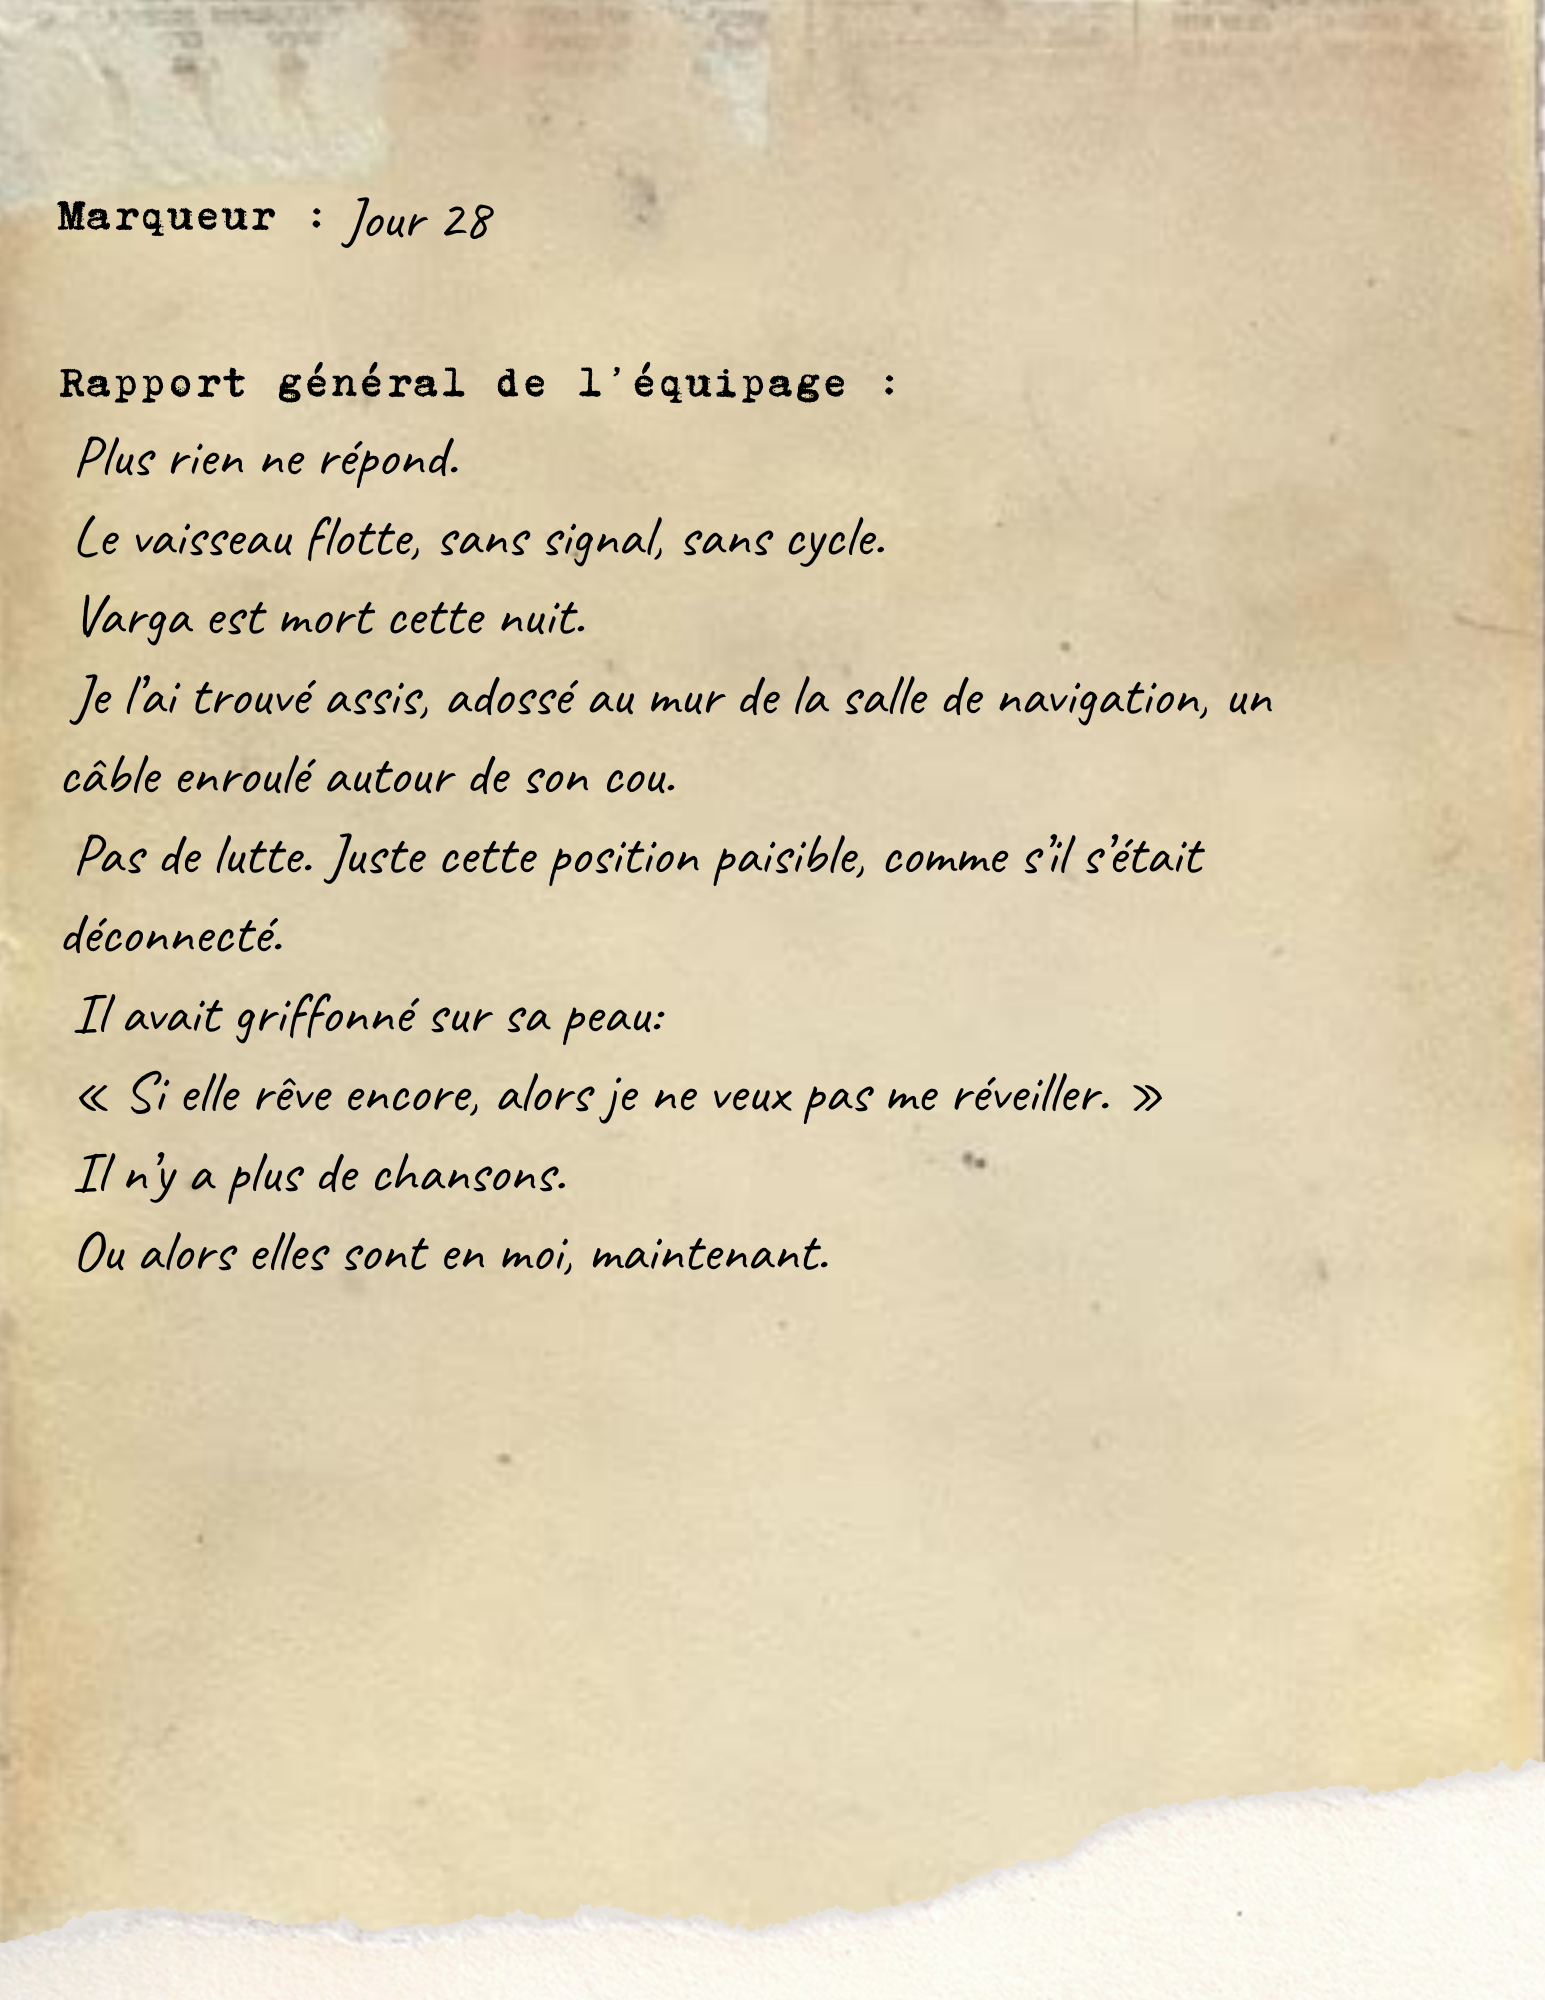 Marqueur : Jour 28
Rapport général de l'équipage :
Plus rien ne répond.
Le vaisseau flotte, sans signal, sans cycle.
Varga est mort cette nuit.
Je l’ai trouvé assis, adossé au mur de la salle de navigation, un
câble enroulé autour de son cou.
Pas de lutte. Juste cette position paisible, comme s’il s’était
déconnecté.
Il avait griffonné sur sa peau:
« Si elle rêve encore, alors je ne veux pas me réveiller. »
Il n’y a plus de chansons.
Ou alors elles sont en moi, maintenant.